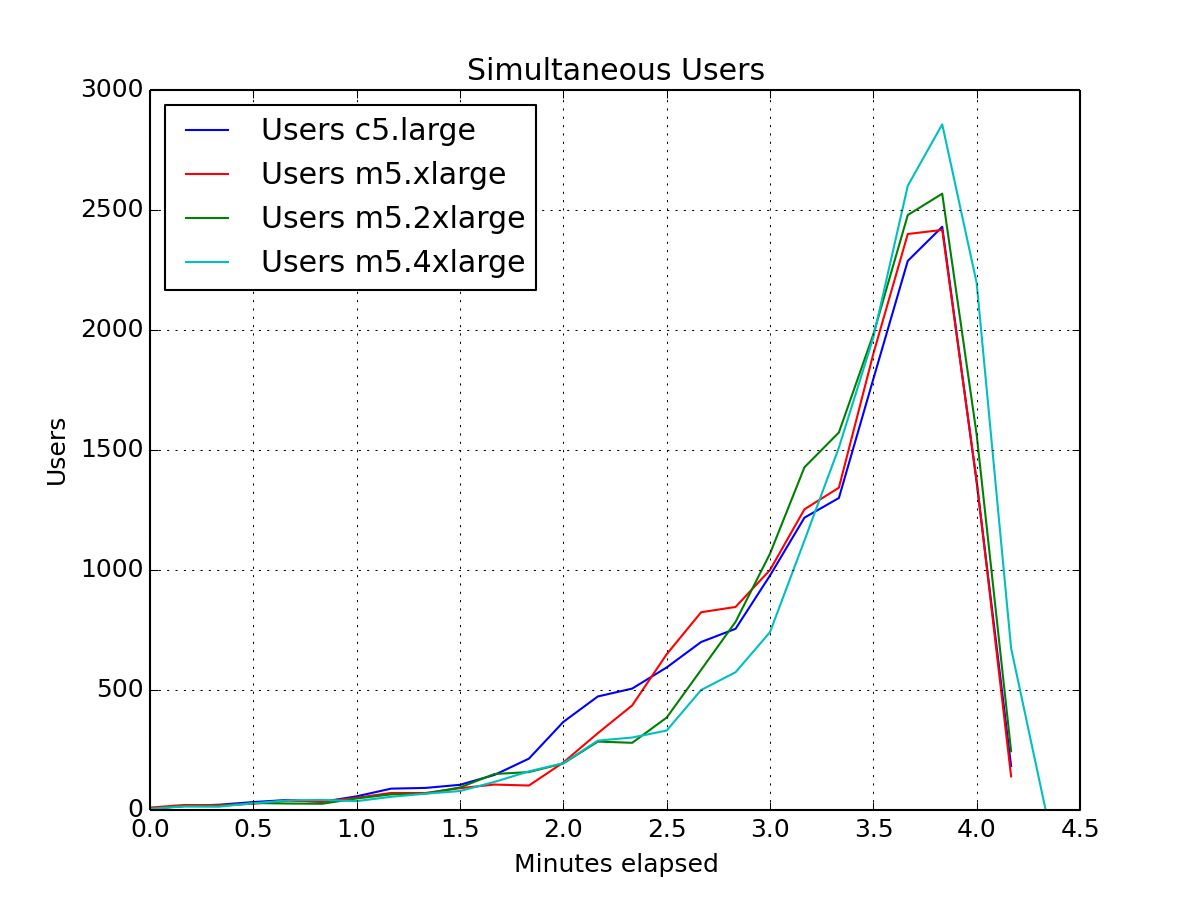 Simultaneous Users
3000
2500
2000
1500
1000
500
0
Users
Users c5.large
Users m5.xlarge
Users m5.2xlarge
Users m5.4xlarge
0.0 0.5 1.0 1.5 2.0 2.5 3.0 3.5 4.0 4.5
Minutes elapsed